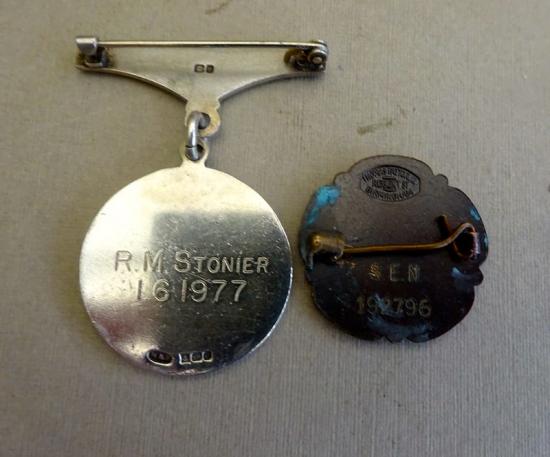 R.M. STONIER
1 6 1977
S E N
192796